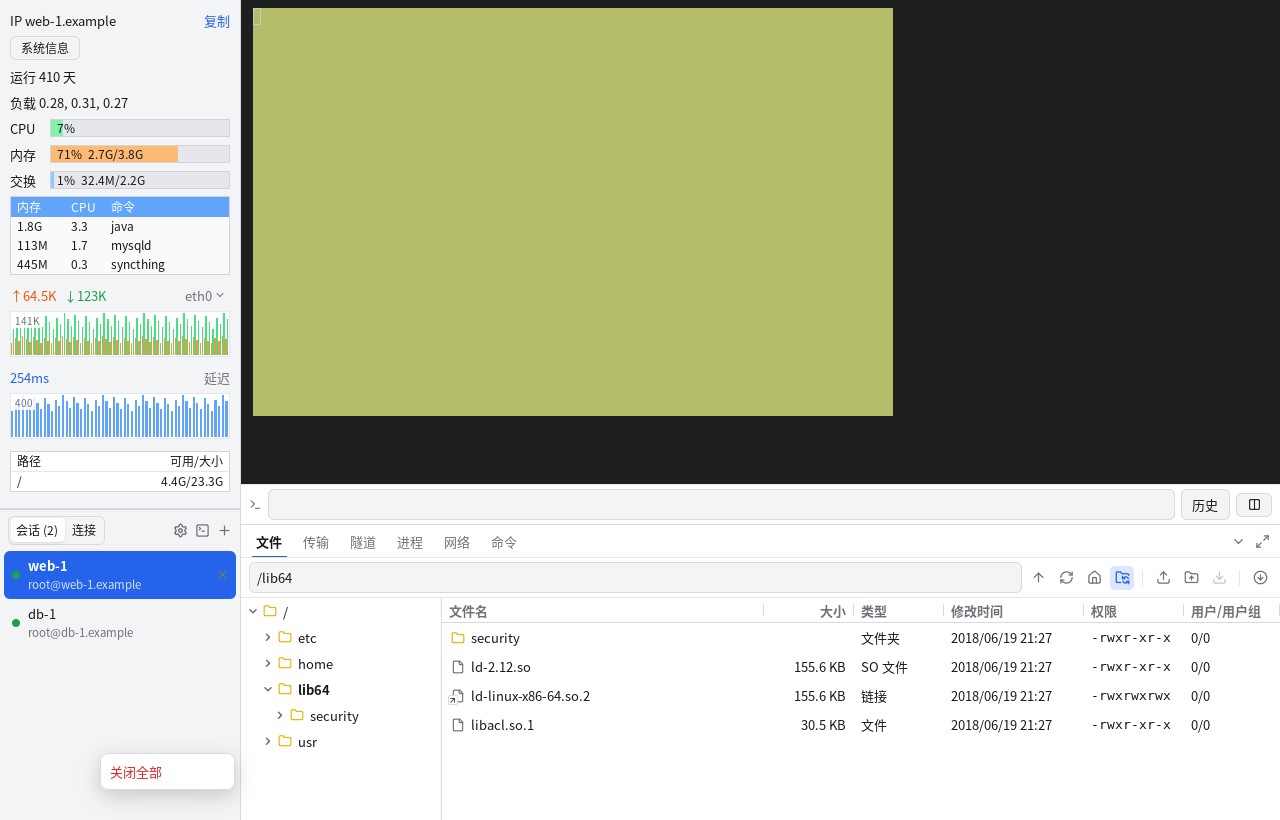 IP web-1.example 复制
系统信息
运行 410 天
负载 0.28, 0.31, 0.27
CPU 7%
内存 71% 2.7G/3.8G
交换 1% 32.4M/2.2G
内存 CPU 命令
1.8G 3.3 java
113M 1.7 mysqld
445M 0.3 syncthing
↑64.5K ↓123K eth0
141K
254ms 延迟
400
路径 可用/大小
/ 4.4G/23.3G
会话 (2) 连接
web-1
root@web-1.example
db-1
root@db-1.example
关闭全部
历史
文件 传输 隧道 进程 网络 命令
/lib64
/
etc
home
lib64
security
usr
文件名 大小 类型 修改时间 权限 用户/用户组
security 文件夹 2018/06/19 21:27 -rwxr-xr-x 0/0
ld-2.12.so 155.6 KB SO 文件 2018/06/19 21:27 -rwxr-xr-x 0/0
ld-linux-x86-64.so.2 155.6 KB 链接 2018/06/19 21:27 -rwxrwxrwx 0/0
libacl.so.1 30.5 KB 文件 2018/06/19 21:27 -rwxr-xr-x 0/0